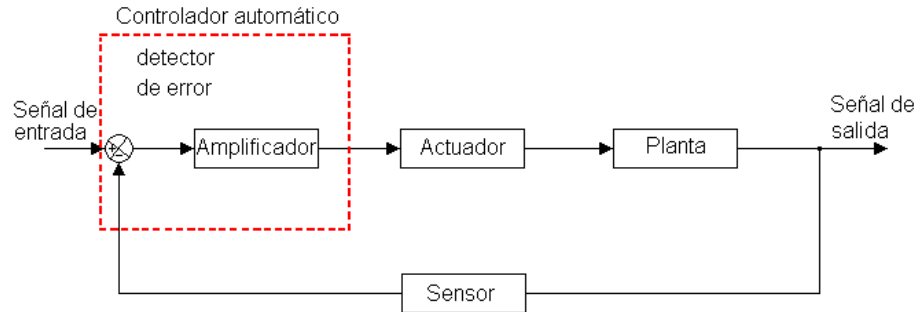 Controlador automático
detector
de error
Señal de
entrada
+
-
Amplificador
Actuador
Planta
Señal de
salida
Sensor